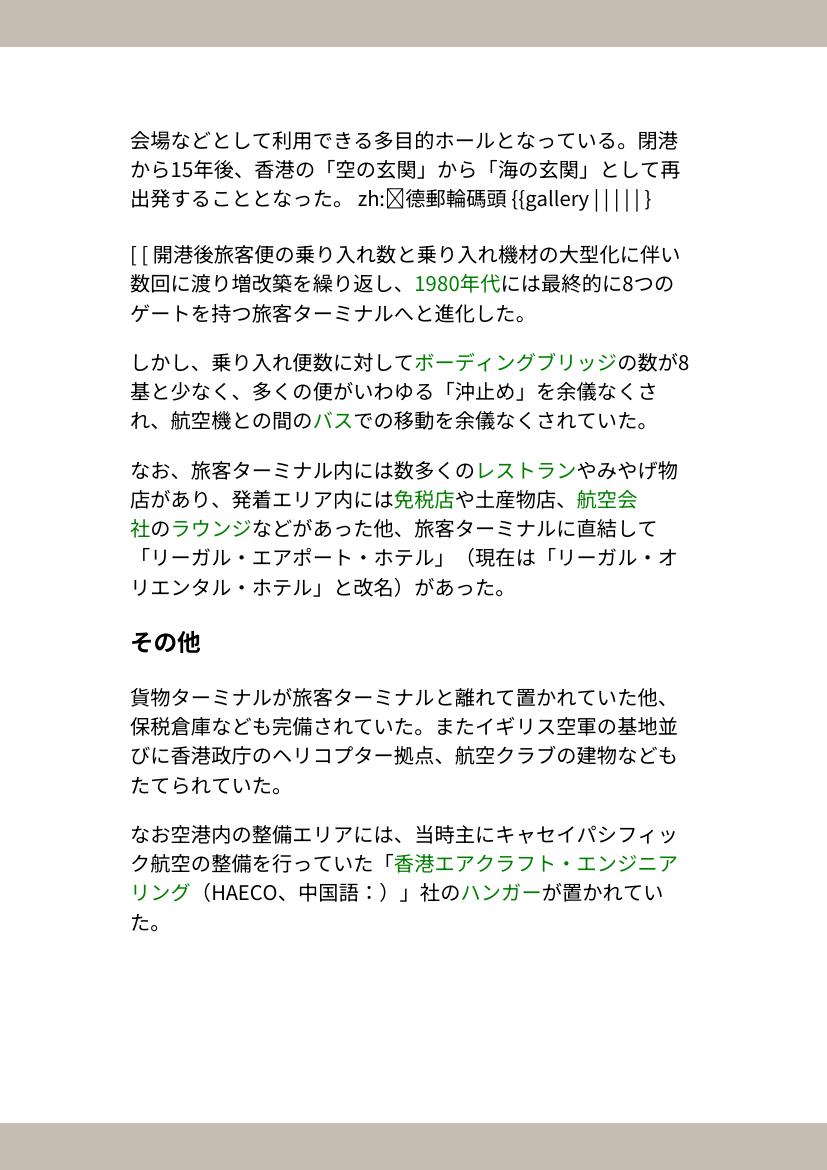 会場などとして利用できる多目的ホールとなっている。閉港
から15年後、香港の「空の玄関」から「海の玄関」として再
出発することとなった。 zh:德郵輪碼頭 {{gallery | | | | | }
[ [ 開港後旅客便の乗り入れ数と乗り入れ機材の大型化に伴い
数回に渡り増改築を繰り返し、1980年代には最終的に8つの
ゲートを持つ旅客ターミナルへと進化した。
しかし、乗り入れ便数に対してボーディングブリッジの数が8
基と少なく、多くの便がいわゆる「沖止め」を余儀なくさ
れ、航空機との間のバスでの移動を余儀なくされていた。
なお、旅客ターミナル内には数多くのレストランやみやげ物
店があり、発着エリア内には免税店や土産物店、航空会
社のラウンジなどがあった他、旅客ターミナルに直結して
「リーガル・エアポート・ホテル」（現在は「リーガル・オ
リエンタル・ホテル」と改名）があった。
その他
貨物ターミナルが旅客ターミナルと離れて置かれていた他、
保税倉庫なども完備されていた。またイギリス空軍の基地並
びに香港政庁のヘリコプター拠点、航空クラブの建物なども
たてられていた。
なお空港内の整備エリアには、当時主にキャセイパシフィッ
ク航空の整備を行っていた「香港エアクラフト・エンジニア
リング（HAECO、中国語：）」社のハンガーが置かれてい
た。